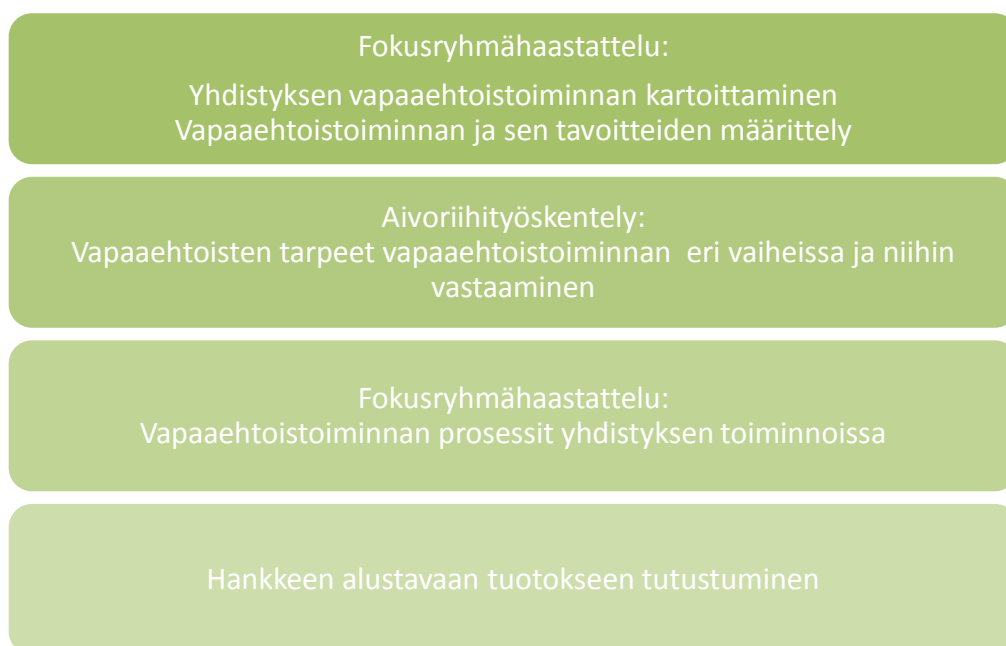 Fokusryhmähaastattelu:
Yhdistyksen vapaaehtoistoiminnan kartoittaminen
Vapaaehtoistoiminnan ja sen tavoitteiden määrittely
Aivoriihityöskentely:
Vapaaehtoisten tarpeet vapaaehtoistoiminnan  eri vaiheissa ja niihin
vastaaminen
Fokusryhmähaastattelu:
Vapaaehtoistoiminnan prosessit yhdistyksen toiminnoissa
Hankkeen alustavaan tuotokseen tutustuminen